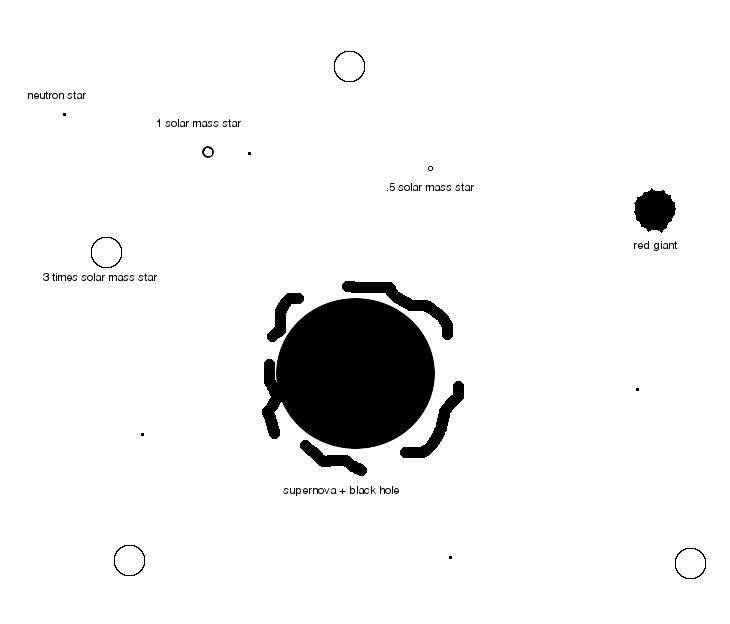 neutron star
1 solar mass star
.5 solar mass star
red giant
3 times solar mass star
supernova + black hole